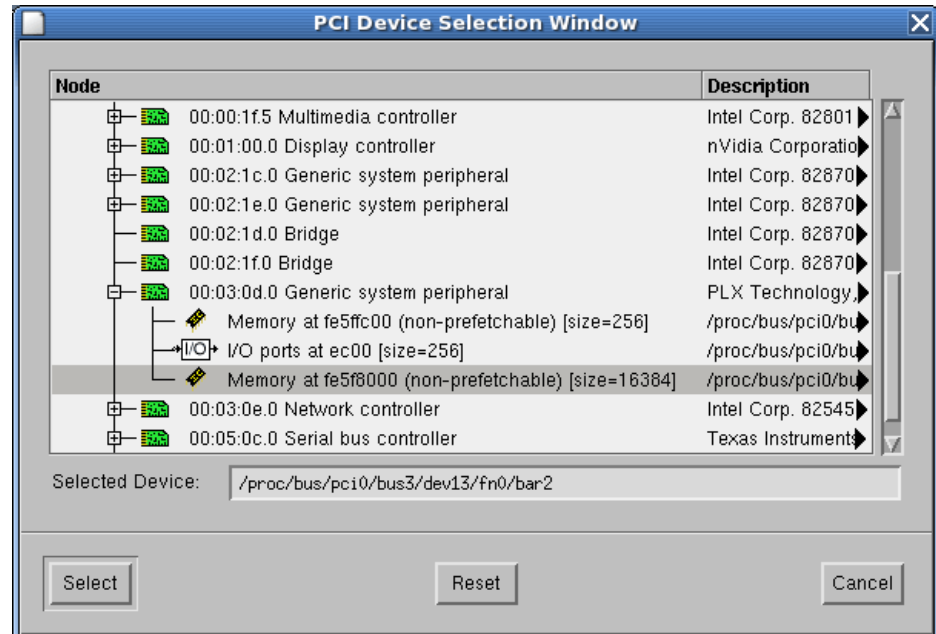 PCI Device Selection Window
Node Description
00:00:1f.5 Multimedia controller Intel Corp. 82801
00:01:00.0 Display controller nVidia Corporatio
00:02:1c.0 Generic system peripheral Intel Corp. 82870
00:02:1e.0 Generic system peripheral Intel Corp. 82870
00:02:1d.0 Bridge Intel Corp. 82870
00:02:1f.0 Bridge Intel Corp. 82870
00:03:0d.0 Generic system peripheral PLX Technology,
Memory at fe5ffc00 (non-prefetchable) [size=256] /proc/bus/pci0/bu
I/O I/O ports at ec00 [size=256] /proc/bus/pci0/bu
Memory at fe5f8000 (non-prefetchable) [size=16384] /proc/bus/pci0/bu
00:03:0e.0 Network controller Intel Corp. 82545
00:05:0c.0 Serial bus controller Texas Instruments
Selected Device: /proc/bus/pci0/bus3/dev13/fn0/bar2
Select Reset Cancel